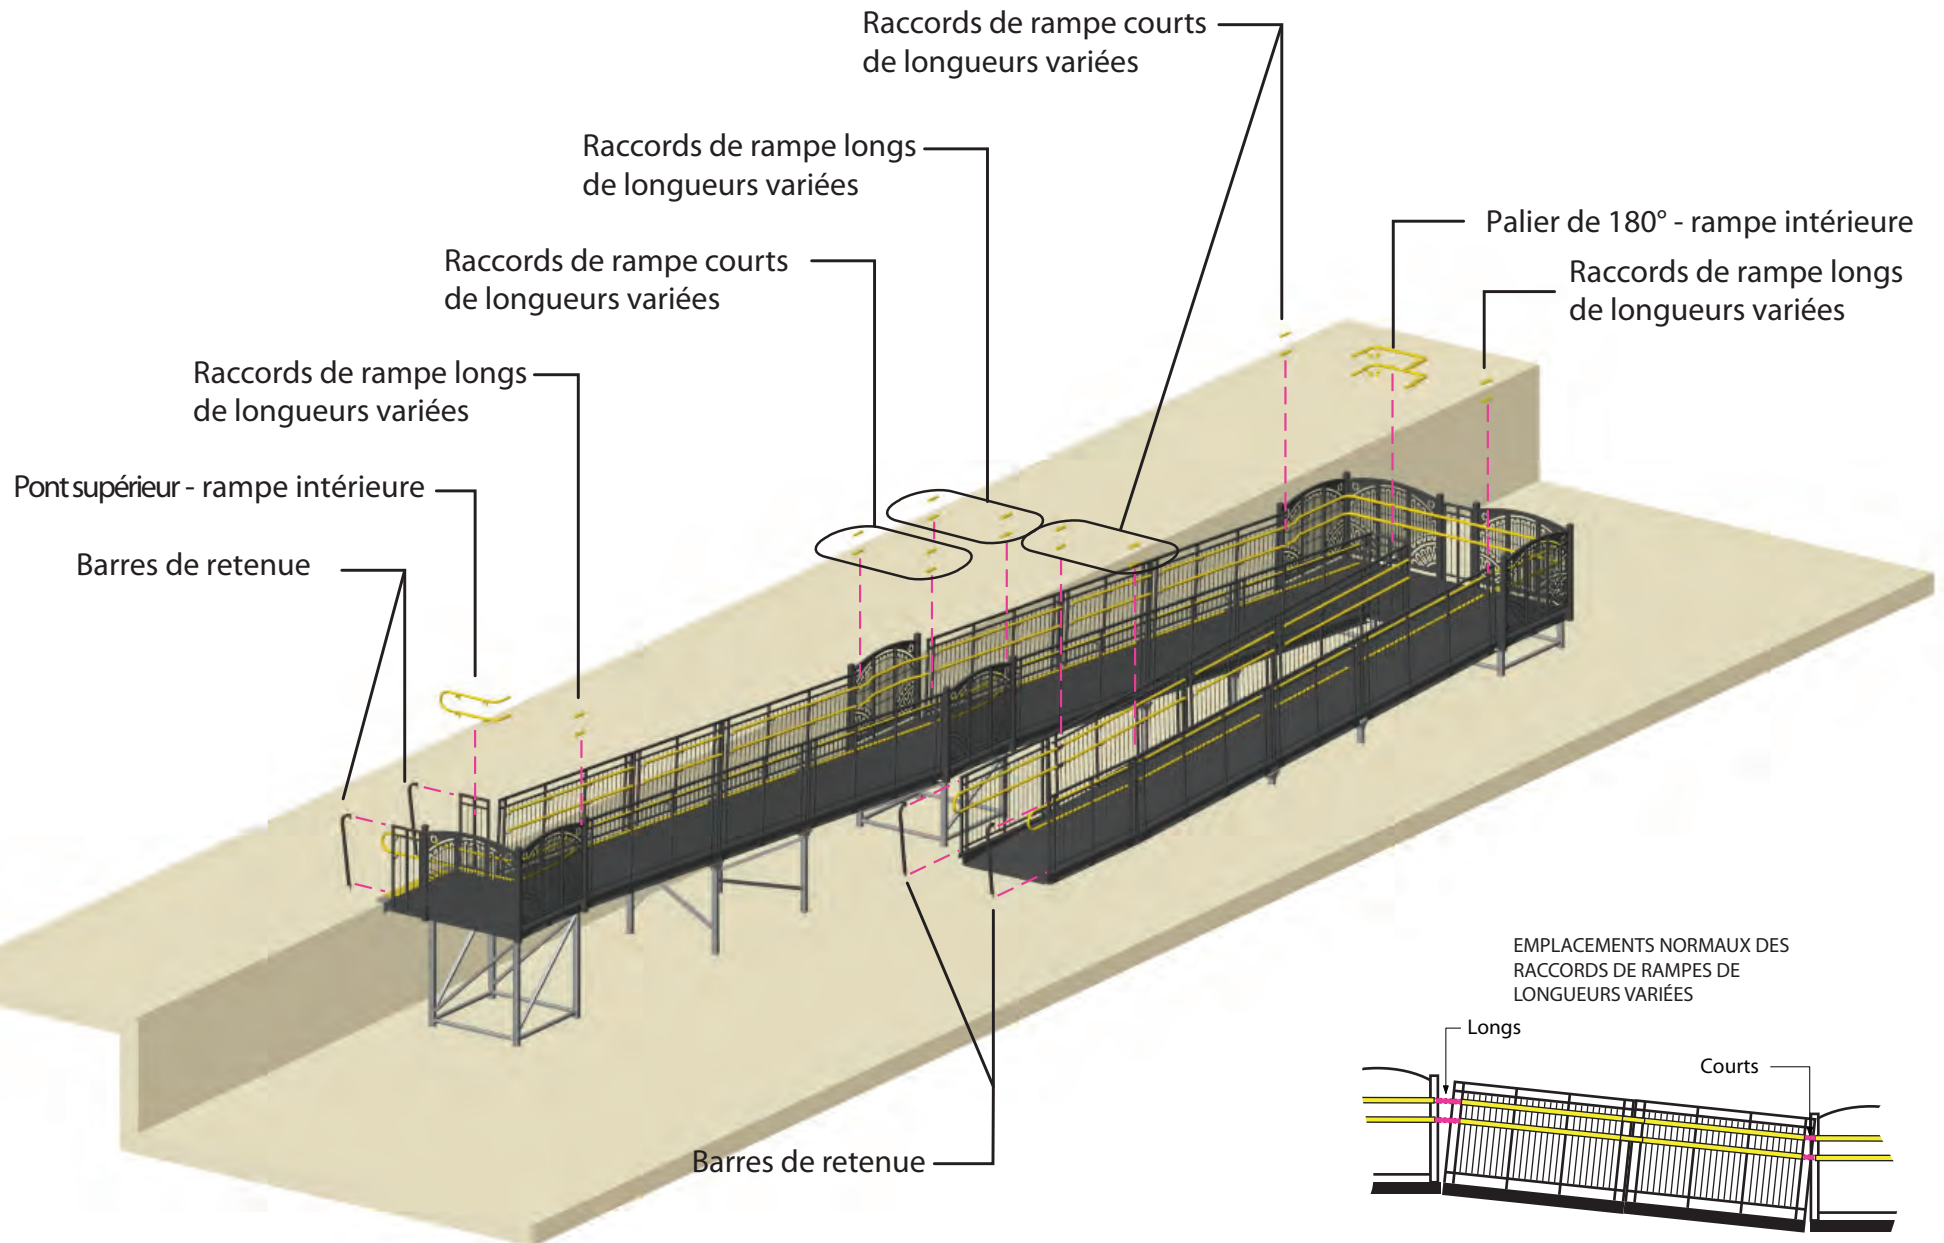 Raccords de rampe courts
de longueurs variées
Raccords de rampe longs
de longueurs variées
Palier de 180° - rampe intérieure
Raccords de rampe courts
de longueurs variées
Raccords de rampe longs
de longueurs variées
Raccords de rampe longs
de longueurs variées
Pont supérieur - rampe intérieure
Barres de retenue
EMPLACEMENTS NORMAUX DES
RACCORDS DE RAMPES DE
LONGUEURS VARIÉES
Longs
Courts
Barres de retenue